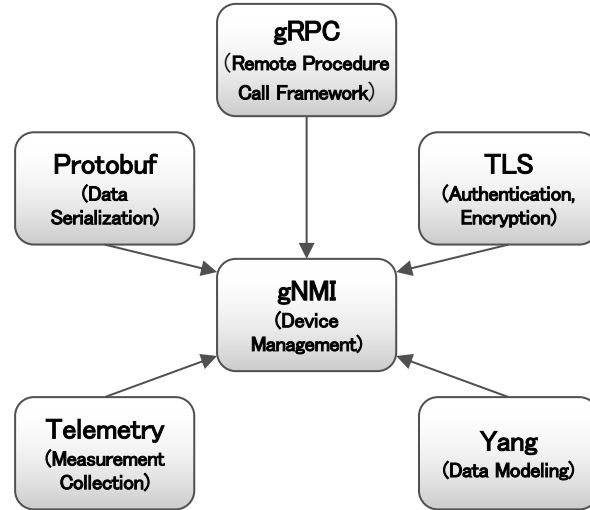 gRPC
(Remote Procedure
Call Framework)
Protobuf
(Data
Serialization)
TLS
(Authentication,
Encryption)
gNMI
(Device
Management)
Telemetry
(Measurement
Collection)
Yang
(Data Modeling)